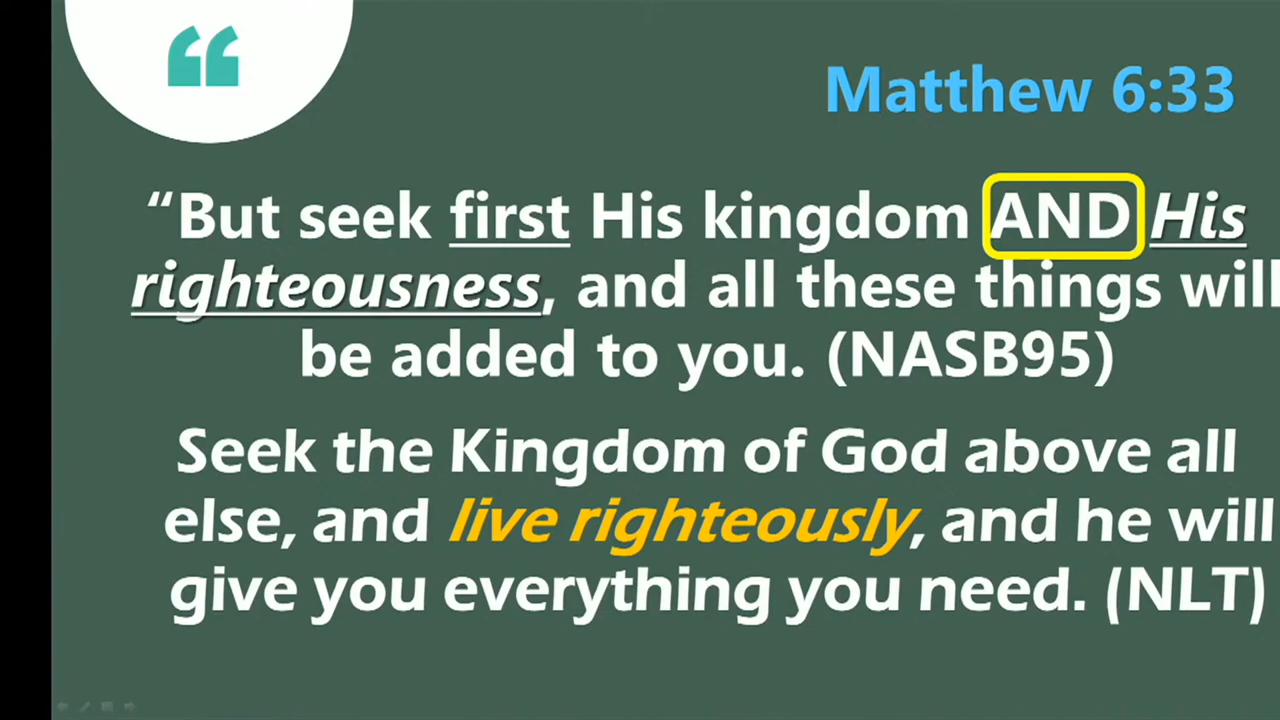 Matthew 6:33
“But seek first His kingdom AND His
righteousness, and all these things will
be added to you. (NASB95)
Seek the Kingdom of God above all
else, and live righteously, and he will
give you everything you need. (NLT)